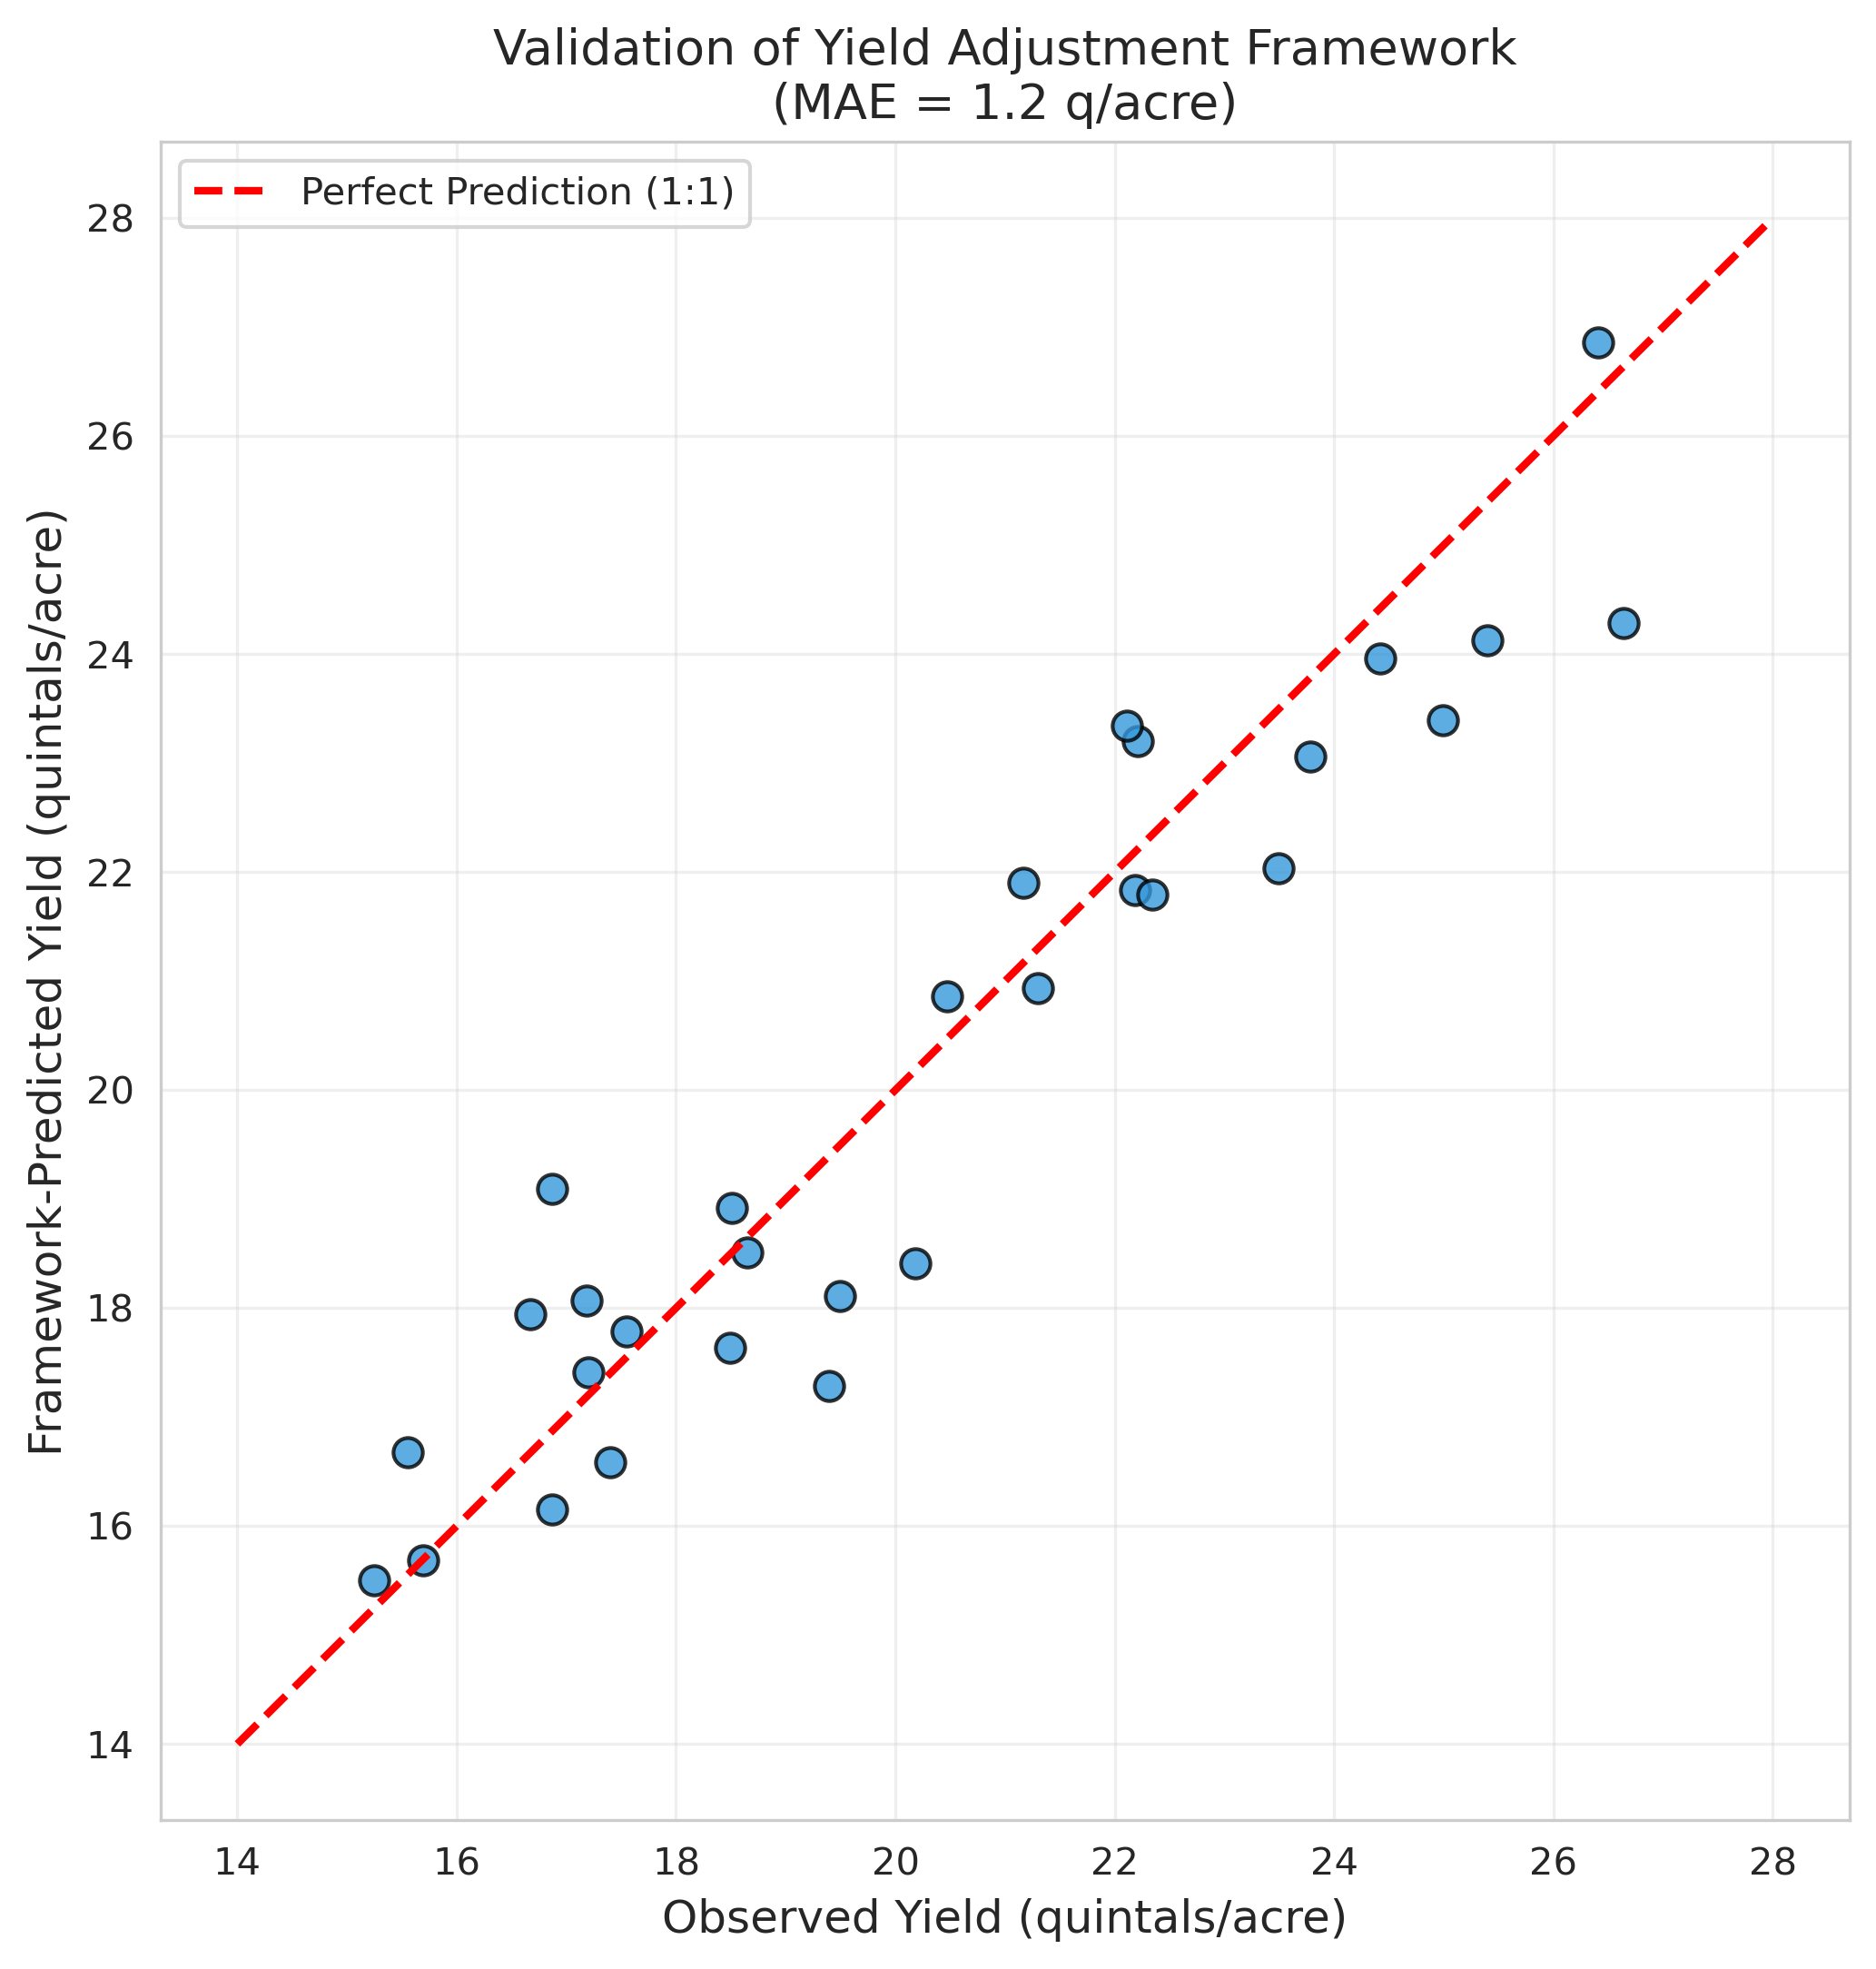 Validation of Yield Adjustment Framework
(MAE = 1.2 q/acre)
Perfect Prediction (1:1)
Framework-Predicted Yield (quintals/acre)
28
26
24
22
20
18
16
14
14 16 18 20 22 24 26 28
Observed Yield (quintals/acre)